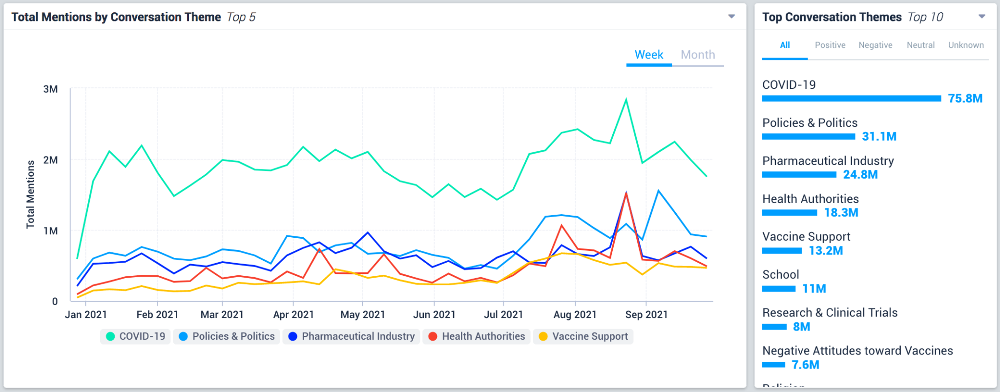 Total Mentions by Conversation Theme Top 5
Week Month
3M
2M
1M
0
Total Mentions
Jan 2021 Feb 2021 Mar 2021 Apr 2021 May 2021 Jun 2021 Jul 2021 Aug 2021 Sep 2021
COVID-19 Policies & Politics Pharmaceutical Industry Health Authorities Vaccine Support
Top Conversation Themes Top 10
All Positive Negative Neutral Unknown
COVID-19
75.8M
Policies & Politics
31.1M
Pharmaceutical Industry
24.8M
Health Authorities
18.3M
Vaccine Support
13.2M
School
11M
Research & Clinical Trials
8M
Negative Attitudes toward Vaccines
7.6M
Religion